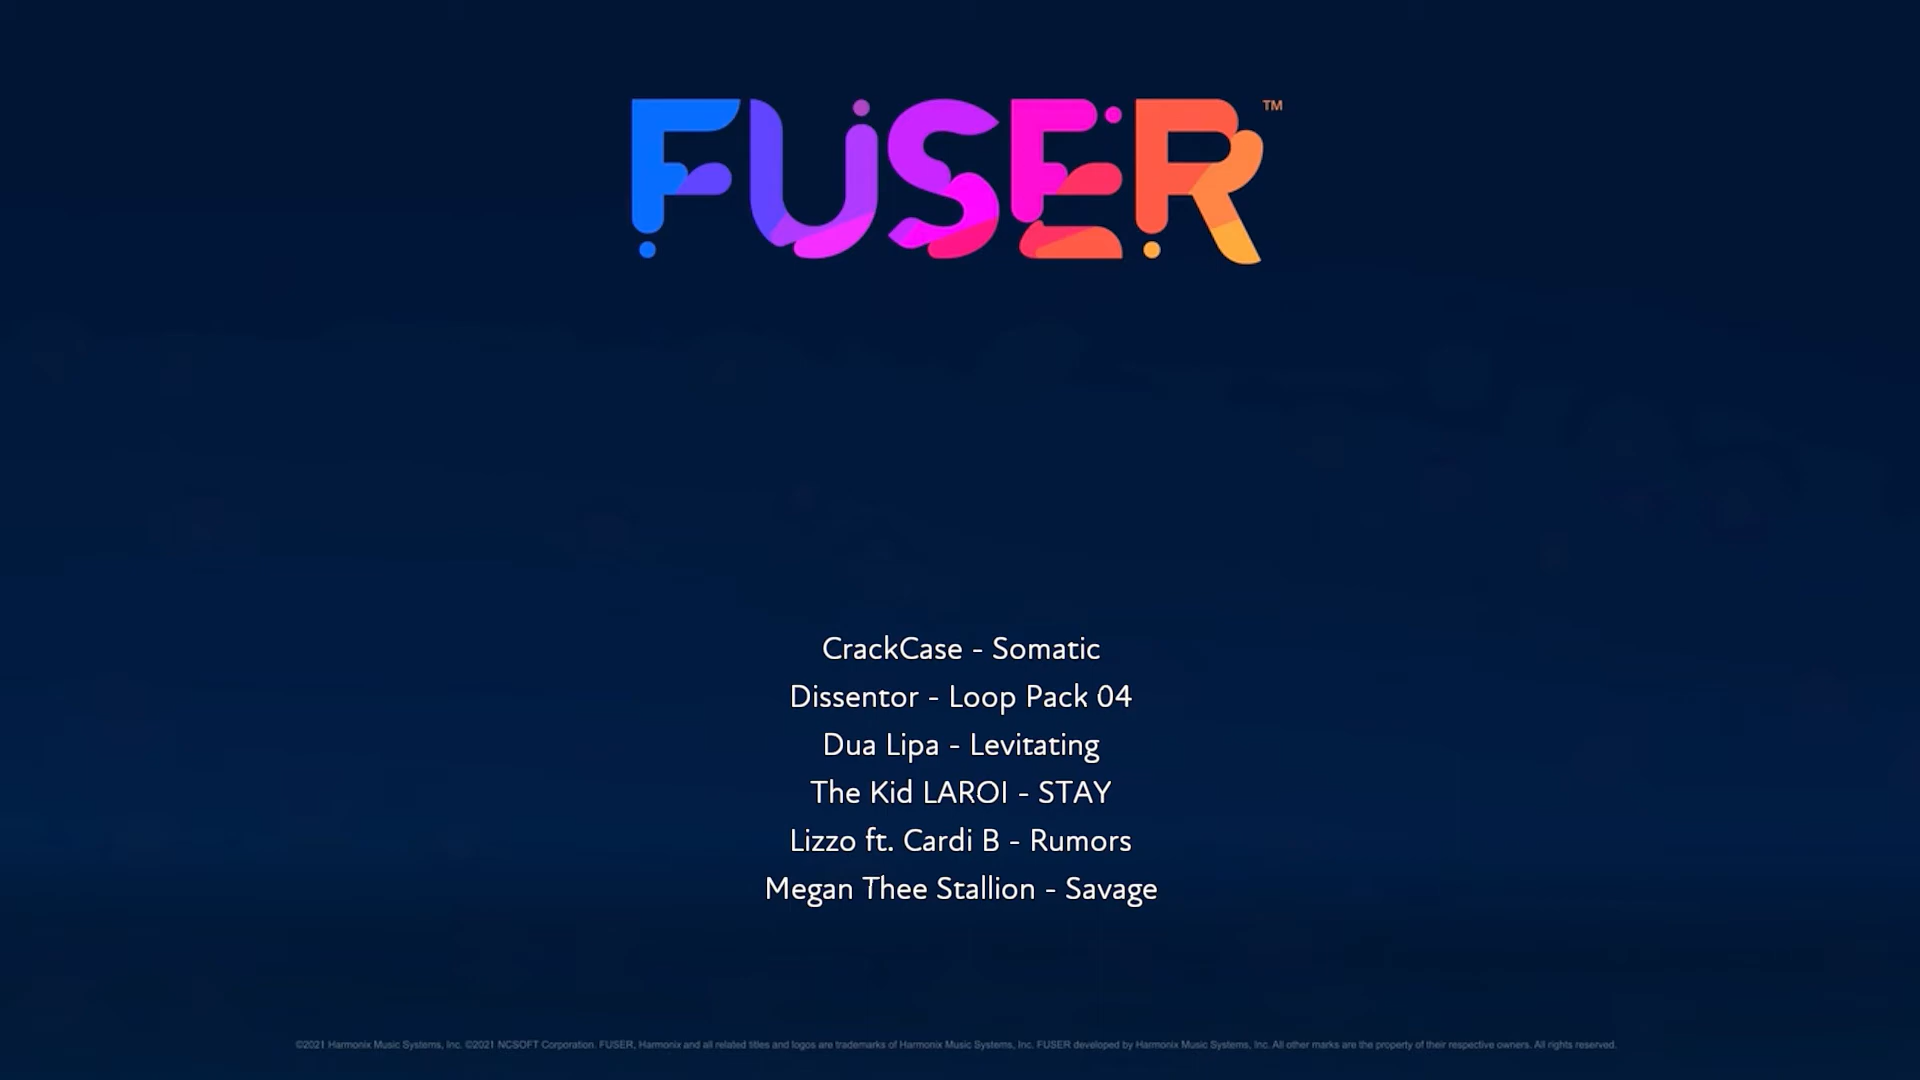 FUSER™
CrackCase - Somatic
Dissentor - Loop Pack 04
Dua Lipa - Levitating
The Kid LAROI - STAY
Lizzo ft. Cardi B - Rumors
Megan Thee Stallion - Savage
©2021 Harmonix Music Systems, Inc. ©2021 NCSOFT Corporation. FUSER, Harmonix and all related titles and logos are trademarks of Harmonix Music Systems, Inc. FUSER developed by Harmonix Music Systems, Inc. All other marks are the property of their respective owners. All rights reserved.